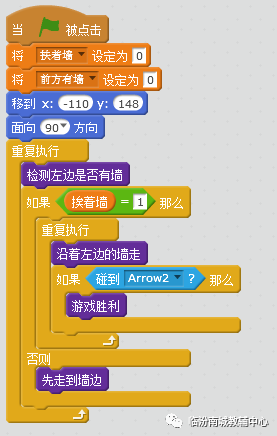 当 被点击
将 扶着墙 设定为 0
将 前方有墙 设定为 0
移到 x: -110 y: 148
面向 90 方向
重复执行
检测左边是否有墙
如果 挨着墙 = 1 那么
重复执行
沿着左边的墙走
如果 碰到 Arrow2 ? 那么
游戏胜利
否则
先走到墙边
临汾南城教辅中心